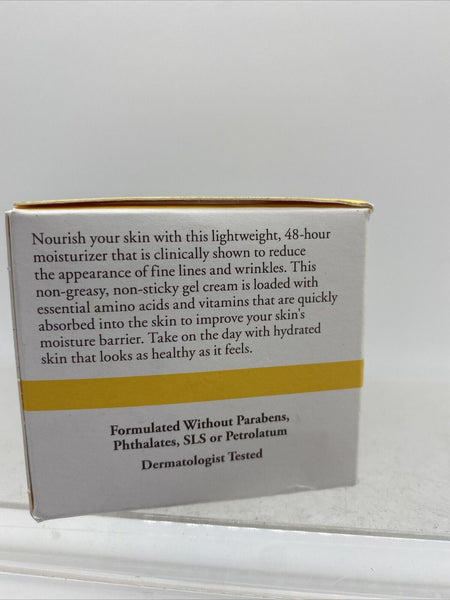 Nourish your skin with this lightweight, 48-hour
moisturizer that is clinically shown to reduce
the appearance of fine lines and wrinkles. This
non-greasy, non-sticky gel cream is loaded with
essential amino acids and vitamins that are quickly
absorbed into the skin to improve your skin's
moisture barrier. Take on the day with hydrated
skin that looks as healthy as it feels.
Formulated Without Parabens,
Phthalates, SLS or Petrolatum
Dermatologist Tested